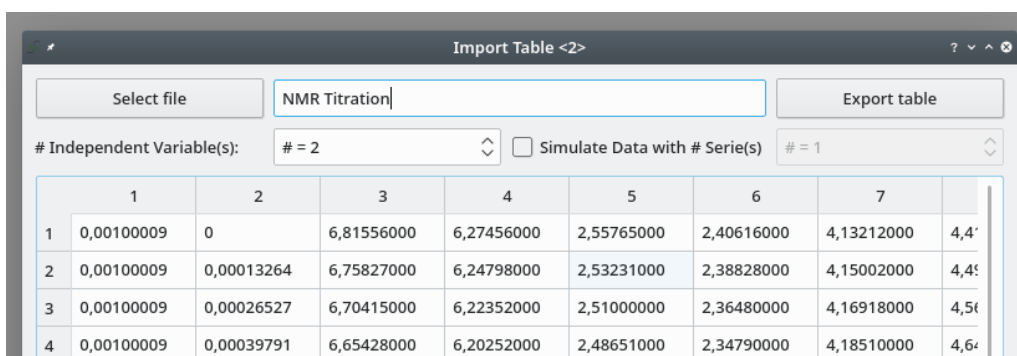 Import Table <2>
?
Select file NMR Titration Export table
# Independent Variable(s): # = 2 Simulate Data with # Serie(s) # = 1
1 2 3 4 5 6 7
1 0,00100009 0 6,81556000 6,27456000 2,55765000 2,40616000 4,13212000
2 0,00100009 0,00013264 6,75827000 6,24798000 2,53231000 2,38828000 4,15002000
3 0,00100009 0,00026527 6,70415000 6,22352000 2,51000000 2,36480000 4,16918000
4 0,00100009 0,00039791 6,65428000 6,20252000 2,48651000 2,34790000 4,18510000